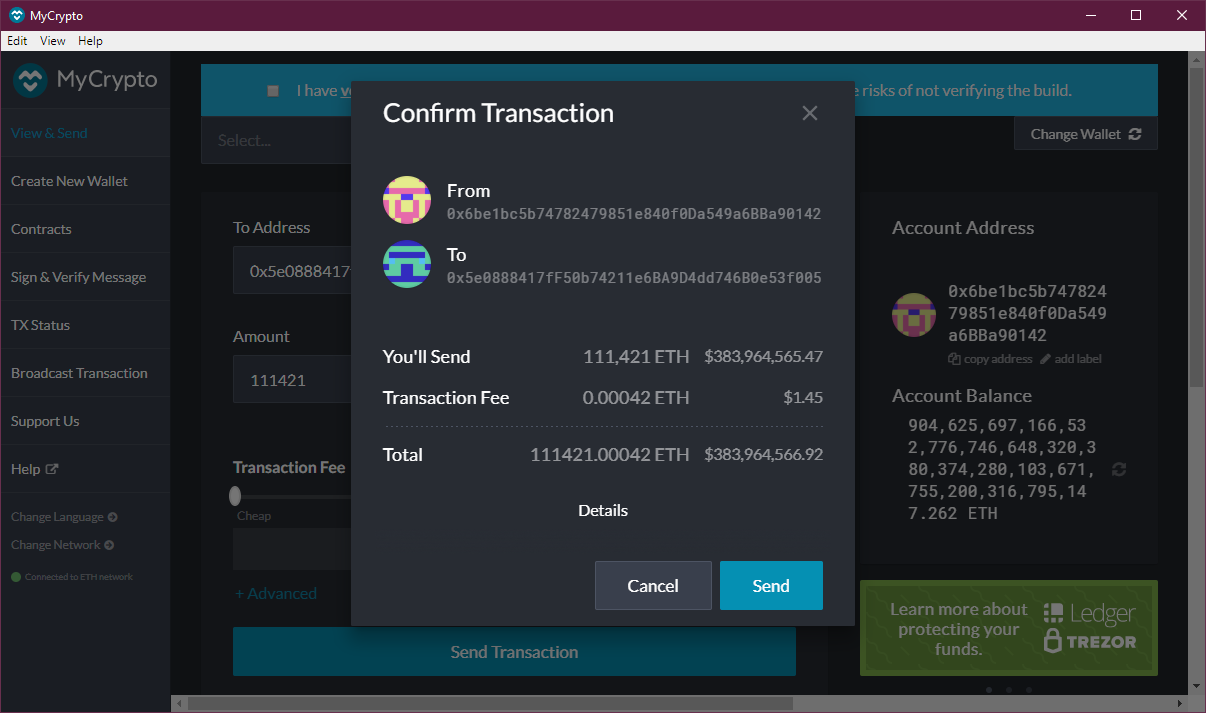 MyCrypto
Edit View Help
MyCrypto
View & Send
Create New Wallet
Contracts
Sign & Verify Message
TX Status
Broadcast Transaction
Support Us
Help
Change Language
Change Network
Connected to ETH network
I have
risks of not verifying the build.
Select...
Change Wallet
To Address
0x5e0888417
Amount
111421
Transaction Fee
Cheap
+ Advanced
Send Transaction
Confirm Transaction
From
0x6be1bc5b74782479851e840f0Da549a6BBa90142
To
0x5e0888417fF50b74211e6BA9D4dd746B0e53f005
You'll Send 111,421 ETH $383,964,565.47
Transaction Fee 0.00042 ETH $1.45
Total 111421.00042 ETH $383,964,566.92
Details
Cancel Send
Account Address
0x6be1bc5b747824
79851e840f0Da549
a6BBa90142
copy address add label
Account Balance
904,625,697,166,53
2,776,746,648,320,3
80,374,280,103,671,
755,200,316,795,14
7.262 ETH
Learn more about
protecting your
funds.
Ledger
TREZOR